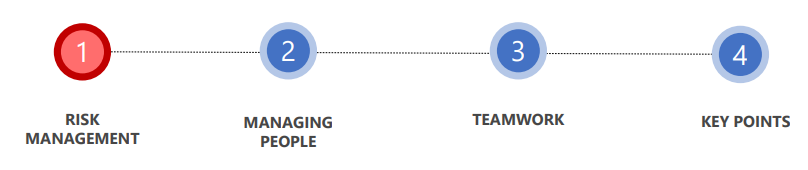 1
2
3
4
RISK
MANAGEMENT
MANAGING
PEOPLE
TEAMWORK
KEY POINTS